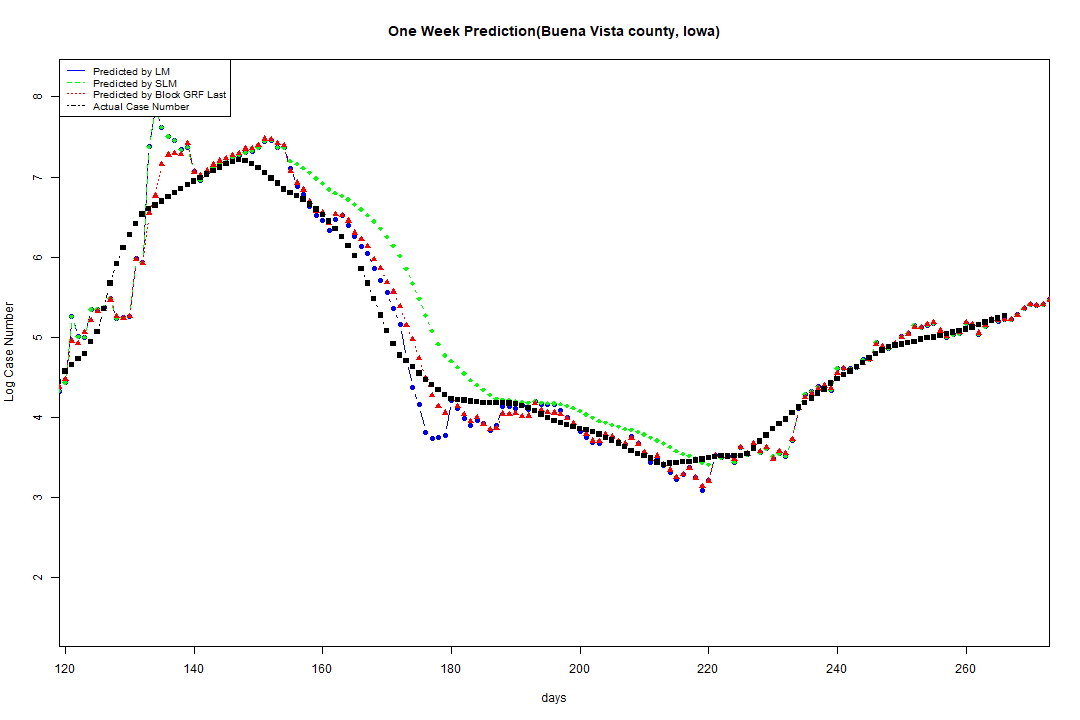 One Week Prediction(Buena Vista county, Iowa)
Predicted by LM
Predicted by SLM
Predicted by Block GRF Last
Actual Case Number
8
7
6
5
4
3
2
Log Case Number
120 140 160 180 200 220 240 260
days